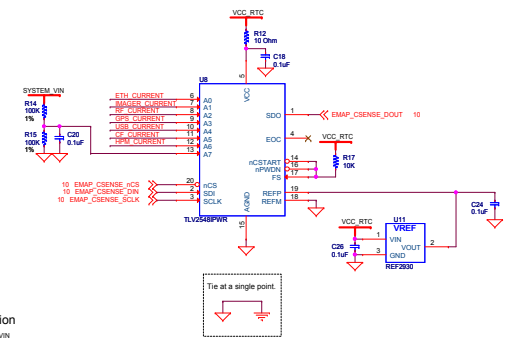 VCC_RTC
R12
10 Ohm
C18
0.1uF
SYSTEM_VIN
R14
100K
1%
R15
100K
1%
C20
0.1uF
ETH_CURRENT
IMAGER_CURRENT
RF_CURRENT
GPS_CURRENT
USB_CURRENT
CF_CURRENT
HPM_CURRENT
6
7
8
9
10
11
12
13
U8
5
VCC
A0
A1
A2
A3
A4
A5
A6
A7
SDO
1
EMAP_CSENSE_DOUT 10
EOC
4
VCC_RTC
R17
10K
nCSTART
14
nPWDN
16
FS
17
10 EMAP_CSENSE_nCS
20
nCS
10 EMAP_CSENSE_DIN
2
SDI
10 EMAP_CSENSE_SCLK
3
SCLK
REFP
19
REFM
18
AGND
15
TLV2548IPWR
VCC_RTC
C26
0.1uF
U11
VREF
1
VIN
VOUT
2
3
GND
REF2930
C24
0.1uF
Tie at a single point.
ion
VIN